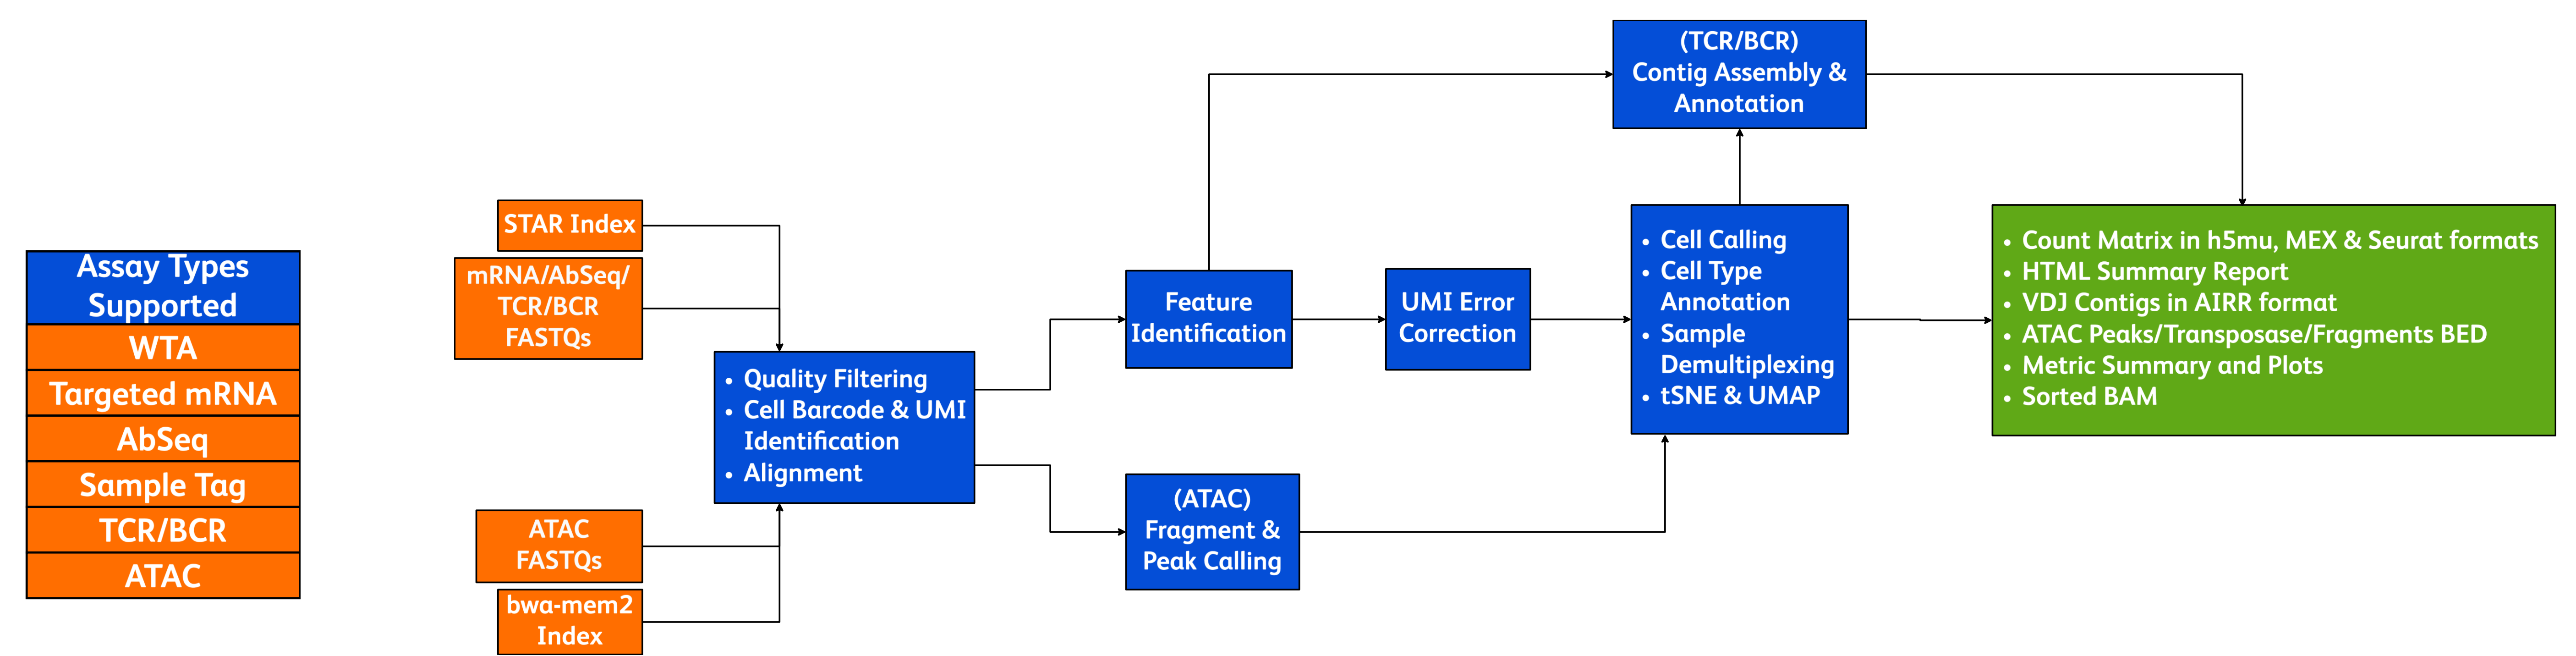 Assay Types
Supported
WTA
Targeted mRNA
AbSeq
Sample Tag
TCR/BCR
ATAC
STAR Index
mRNA/AbSeq/
TCR/BCR
FASTQs
ATAC
FASTQs
bwa-mem2
Index
• Quality Filtering
• Cell Barcode & UMI
Identification
• Alignment
Feature
Identification
(ATAC)
Fragment &
Peak Calling
UMI Error
Correction
(TCR/BCR)
Contig Assembly &
Annotation
• Cell Calling
• Cell Type
Annotation
• Sample
Demultiplexing
• tSNE & UMAP
• Count Matrix in h5mu, MEX & Seurat formats
• HTML Summary Report
• VDJ Contigs in AIRR format
• ATAC Peaks/Transposase/Fragments BED
• Metric Summary and Plots
• Sorted BAM